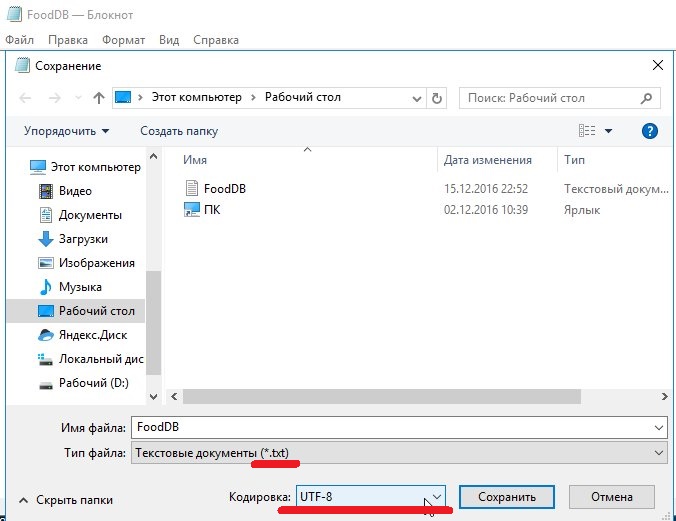 FoodDB — Блокнот
Файл Правка Формат Вид Справка
Сохранение
Этот компьютер Рабочий стол
Поиск: Рабочий стол
Упорядочить Создать папку
Имя Дата изменения Тип
Этот компьютер
Видео
Документы
Загрузки
Изображения
Музыка
Рабочий стол
Яндекс.Диск
Локальный дис
Рабочий (D:)
FoodDB 15.12.2016 22:52 Текстовый докум...
ПК 02.12.2016 10:39 Ярлык
Имя файла: FoodDB
Тип файла: Текстовые документы (*.txt)
Скрыть папки Кодировка: UTF-8 Сохранить Отмена